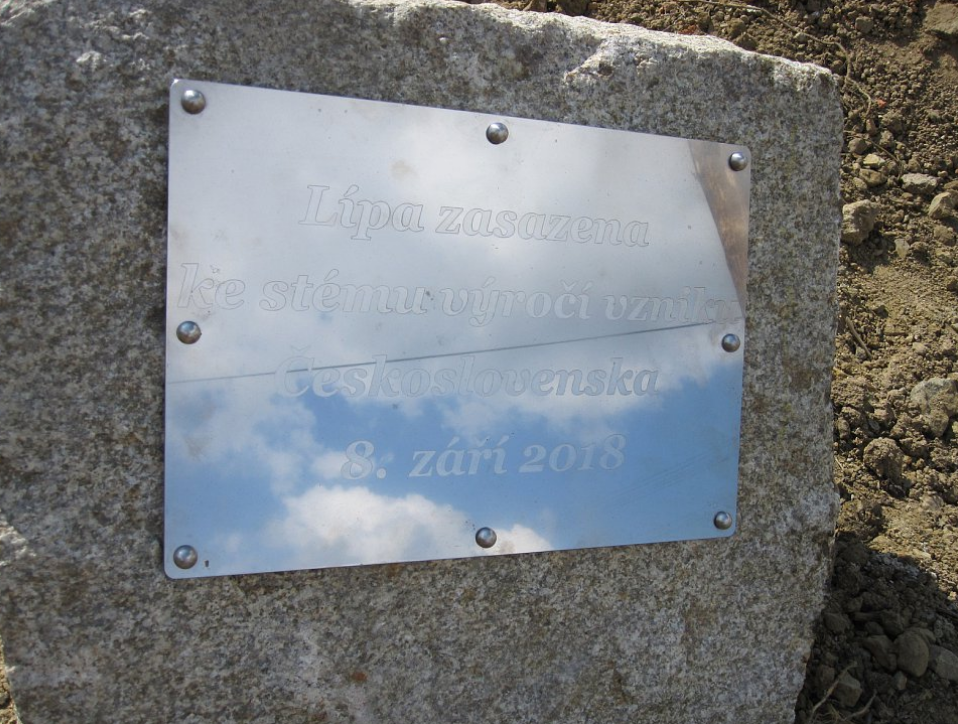 Lípa zasazena
ke stému výročí vzniku
Československa
8. září 2018